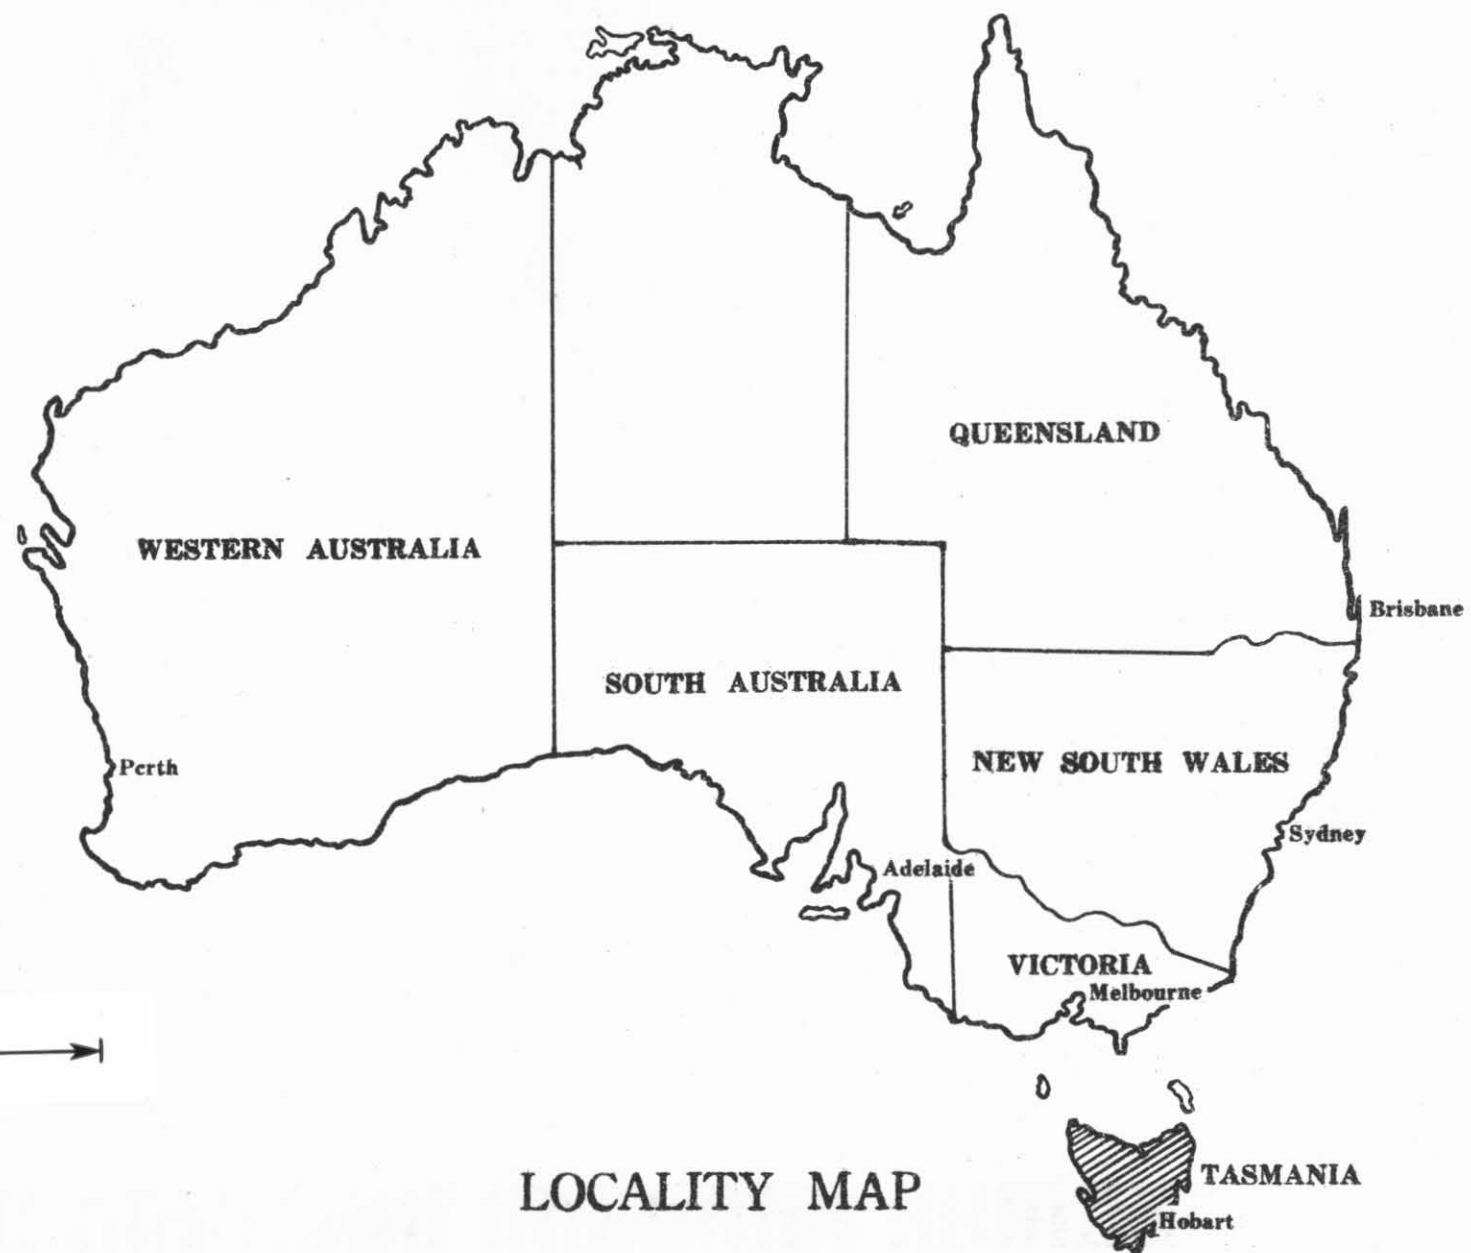 QUEENSLAND
WESTERN AUSTRALIA
Brisbane
SOUTH AUSTRALIA
NEW SOUTH WALES
Perth
Sydney
Adelaide
VICTORIA
Melbourne
TASMANIA
LOCALITY MAP
Hobart